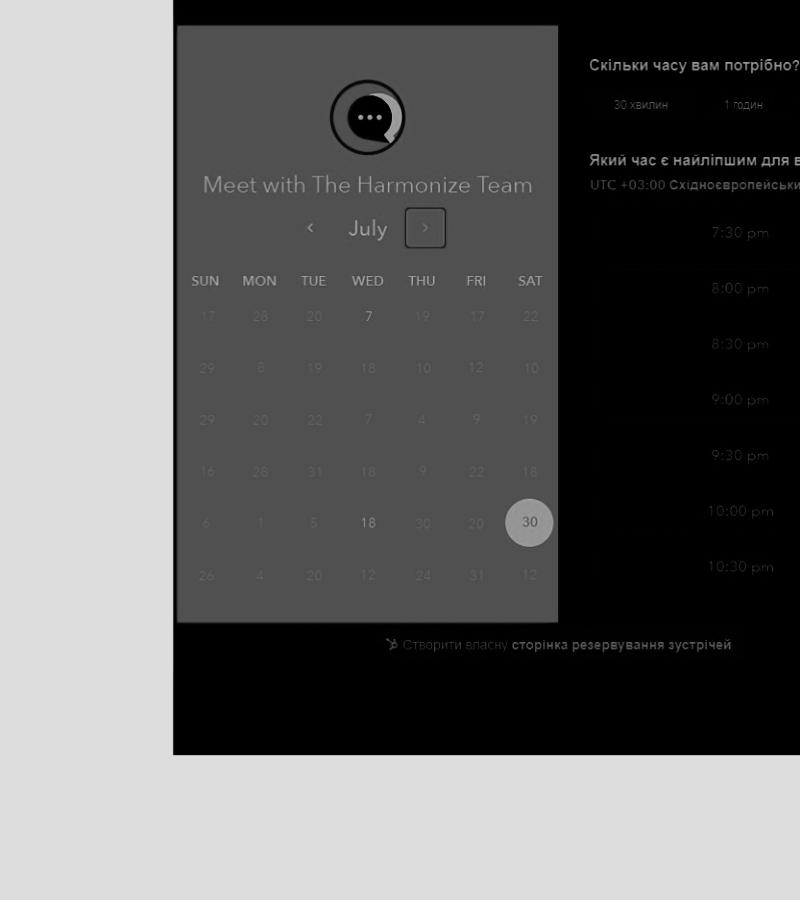 Meet with The Harmonize Team
‹ July ›
SUN MON TUE WED THU FRI SAT
17 28 20 7 19 17 22
29 8 19 18 10 12 10
29 20 22 7 4 9 19
16 28 31 18 9 22 18
6 1 5 18 30 20 30
26 4 20 12 24 31 12
Скільки часу вам потрібно?
30 хвилин 1 годин
Який час є найліпшим для
UTC +03:00 Східноєвропейськи
7:30 pm
8:00 pm
8:30 pm
9:00 pm
9:30 pm
10:00 pm
10:30 pm
Створити власну сторінка резервування зустрічей